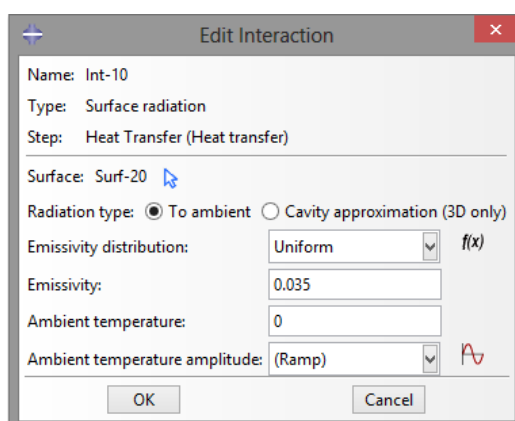 Edit Interaction
Name: Int-10
Type: Surface radiation
Step: Heat Transfer (Heat transfer)
Surface: Surf-20
Radiation type: To ambient Cavity approximation (3D only)
Emissivity distribution: Uniform f(x)
Emissivity: 0.035
Ambient temperature: 0
Ambient temperature amplitude: (Ramp)
OK Cancel